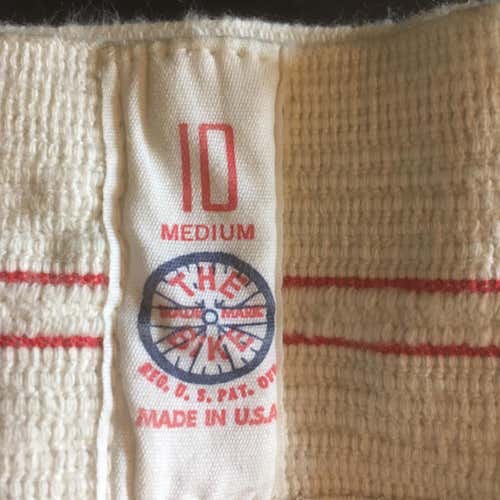 10
MEDIUM
THE
TRADE MARK
BIKE
REG. U. S. PAT. OFF.
MADE IN U.S.A